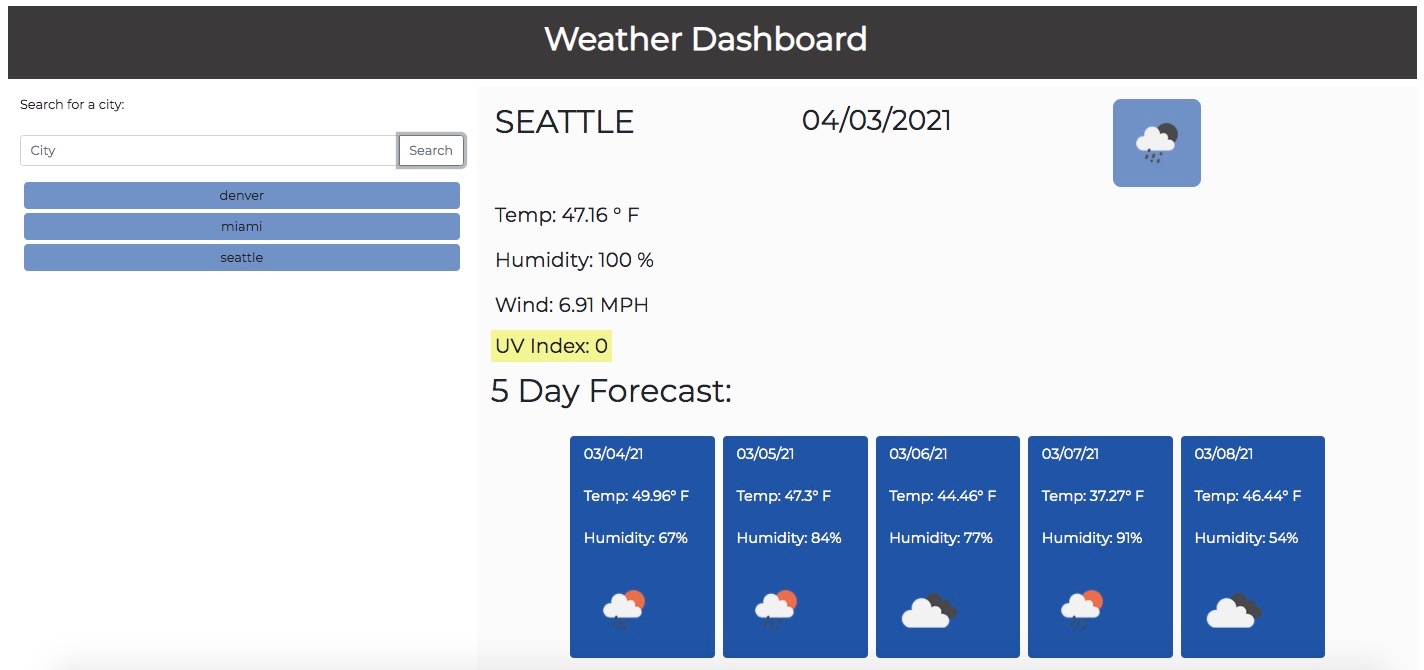 Weather Dashboard
Search for a city:
City
Search
denver
miami
seattle
SEATTLE
04/03/2021
Temp: 47.16 ° F
Humidity: 100 %
Wind: 6.91 MPH
UV Index: 0
5 Day Forecast:
03/04/21
Temp: 49.96° F
Humidity: 67%
03/05/21
Temp: 47.3° F
Humidity: 84%
03/06/21
Temp: 44.46° F
Humidity: 77%
03/07/21
Temp: 37.27° F
Humidity: 91%
03/08/21
Temp: 46.44° F
Humidity: 54%